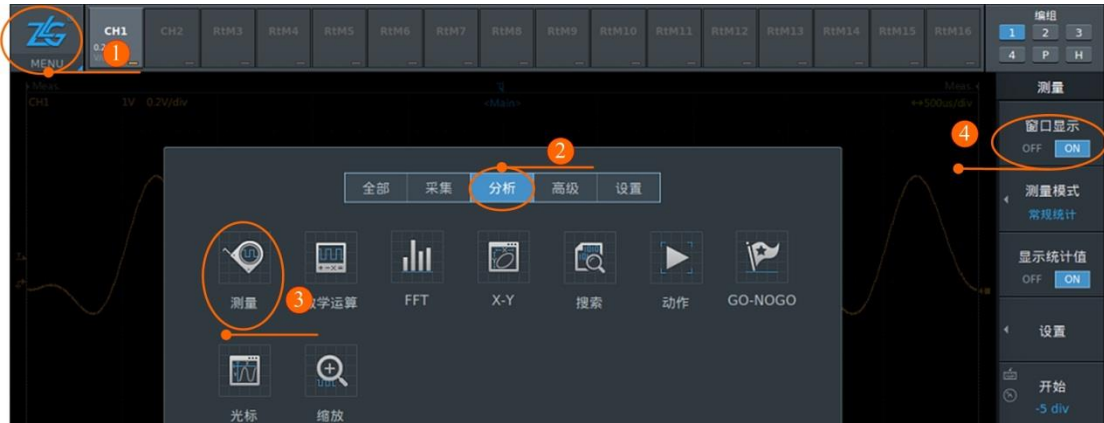 ZLG
MENU
CH1
CH2
RtM3
RtM4
RtM5
RtM6
RtM7
RtM8
RtM9
RtM10
RtM11
RtM12
RtM13
RtM14
RtM15
RtM16
编组
1 2 3
4 P H
1
Meas.
Meas.
CH1 1V 0.2V/div
<Main>
500us/div
测量
窗口显示
OFF ON
4
测量模式
常规统计
显示统计值
OFF ON
设置
开始
-5 div
2
全部 采集 分析 高级 设置
测量
3
数学运算
FFT
X-Y
搜索
动作
GO-NOGO
光标
缩放